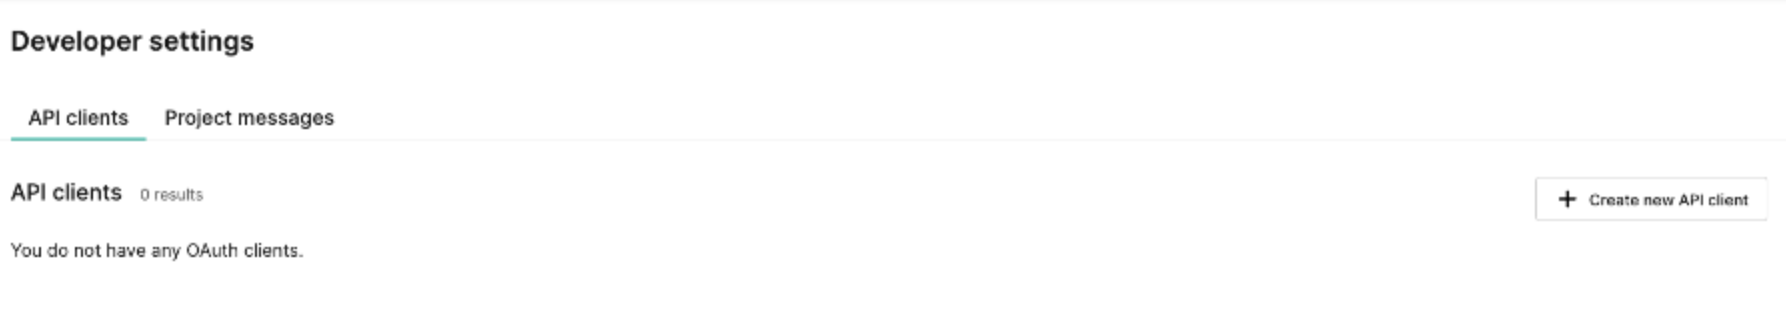 Developer settings
API clients
Project messages
API clients 0 results
+ Create new API client
You do not have any OAuth clients.